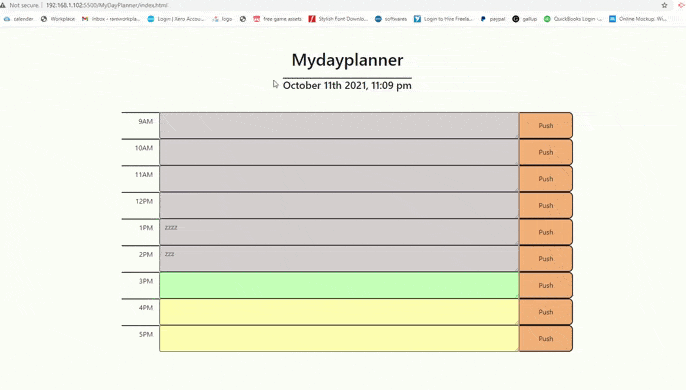 Not secure 192.168.1.102:5500/MyDayPlanner/index.html
calender Workplace Inbox - remworkpla... Login | Xero Accou... logo free game assets Stylish Font Downlo... softwares Login to Hive Freela... paypal gallup QuickBooks Login - ... Online Mockup, Wi...
Mydayplanner
October 11th 2021, 11:09 pm
9AM Push
10AM Push
11AM Push
12PM Push
1PM zzzz Push
2PM zzz Push
3PM Push
4PM Push
5PM Push